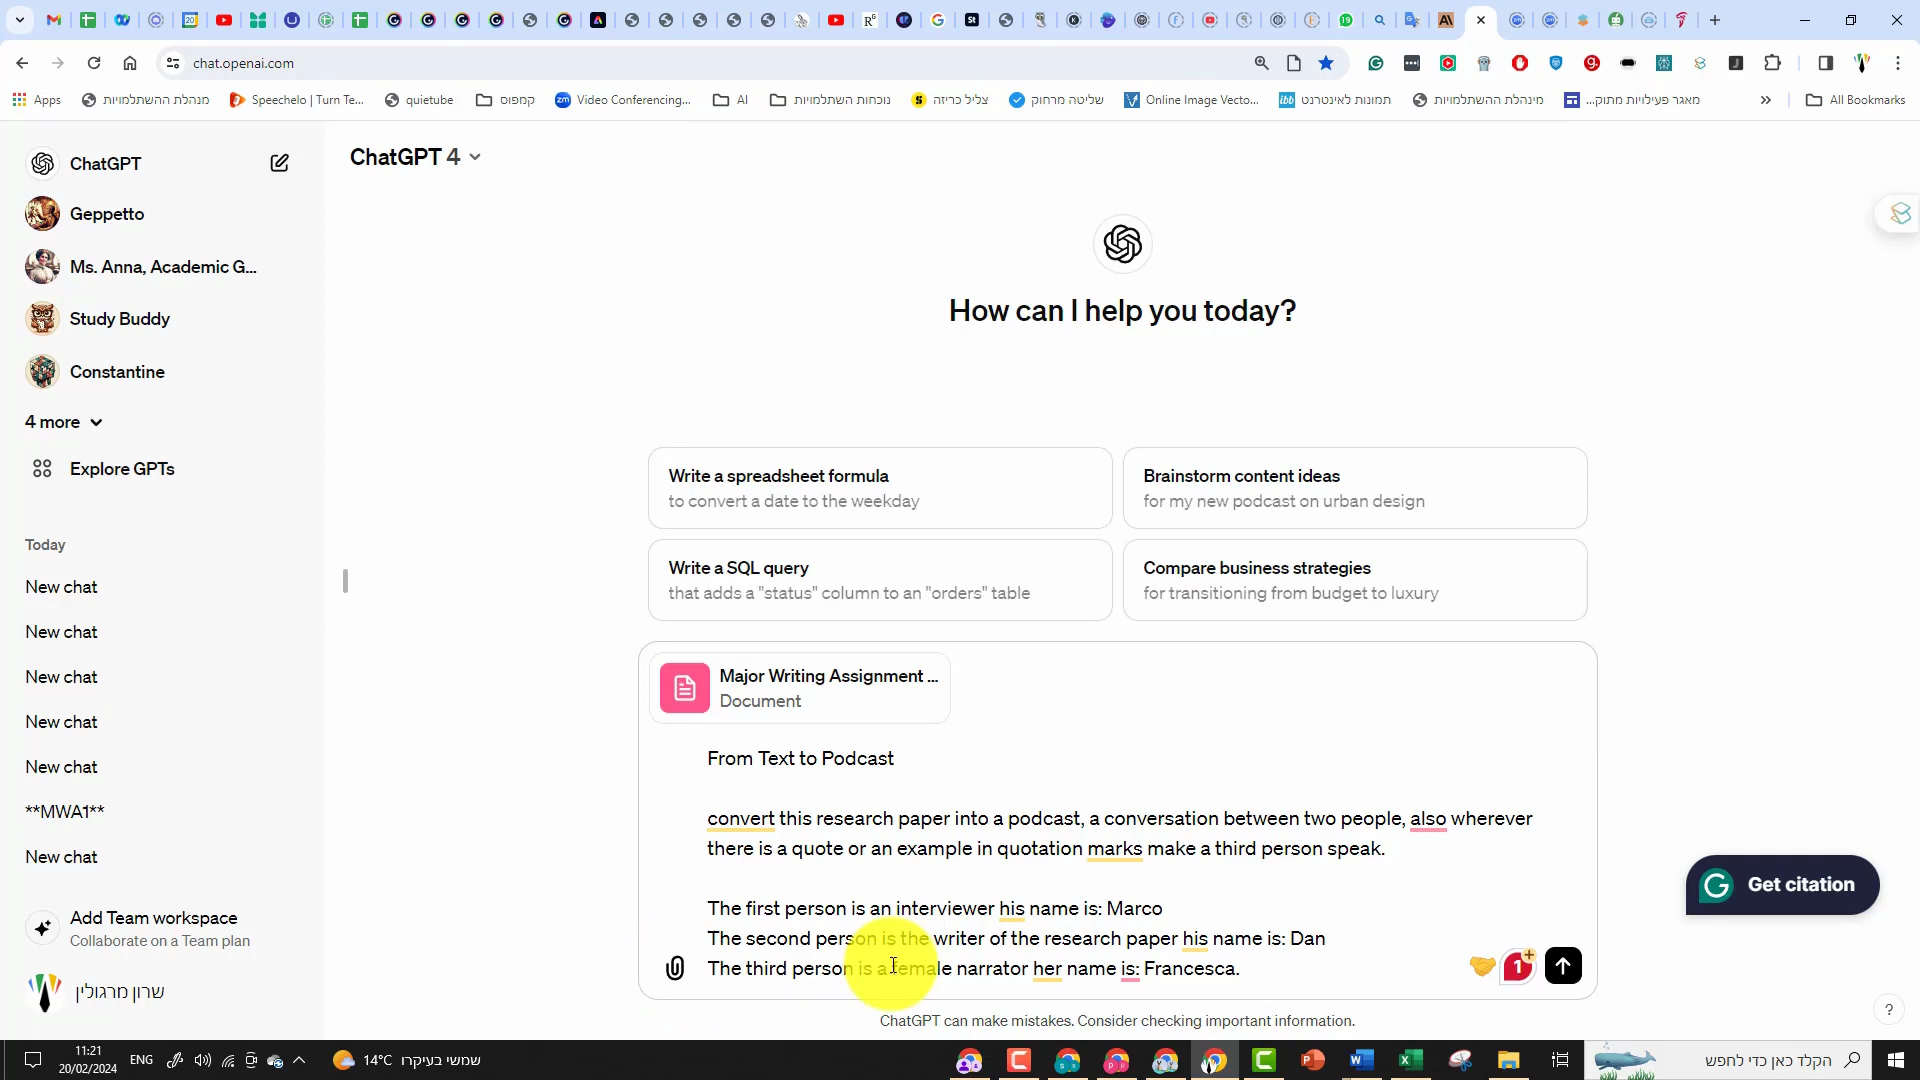 chat.openai.com
Apps
מנהלת ההשתלמויות
Speechelo | Turn Te...
quietube
קמפוס
Video Conferencing...
AI
נוכחות השתלמויות
צליל כריזה
שליטה מרחוק
Online Image Vecto...
תמונות לאינטרנט
מינהלת ההשתלמויות
מאגר פעילויות מתוק...
All Bookmarks
ChatGPT
Geppetto
Ms. Anna, Academic G...
Study Buddy
Constantine
4 more
Explore GPTs
Today
New chat
New chat
New chat
New chat
New chat
**MWA1**
New chat
Add Team workspace
Collaborate on a Team plan
שרון מרגולין
ChatGPT 4
How can I help you today?
Write a spreadsheet formula
to convert a date to the weekday
Brainstorm content ideas
for my new podcast on urban design
Write a SQL query
that adds a "status" column to an "orders" table
Compare business strategies
for transitioning from budget to luxury
Major Writing Assignment ...
Document
From Text to Podcast
convert this research paper into a podcast, a conversation between two people, also wherever
there is a quote or an example in quotation marks make a third person speak.
The first person is an interviewer his name is: Marco
The second person is the writer of the research paper his name is: Dan
The third person is a female narrator her name is: Francesca.
1
Get citation
ChatGPT can make mistakes. Consider checking important information.
?
11:21
20/02/2024
ENG
14°C
שמשי בעיקרו
הקלד כאן כדי לחפש